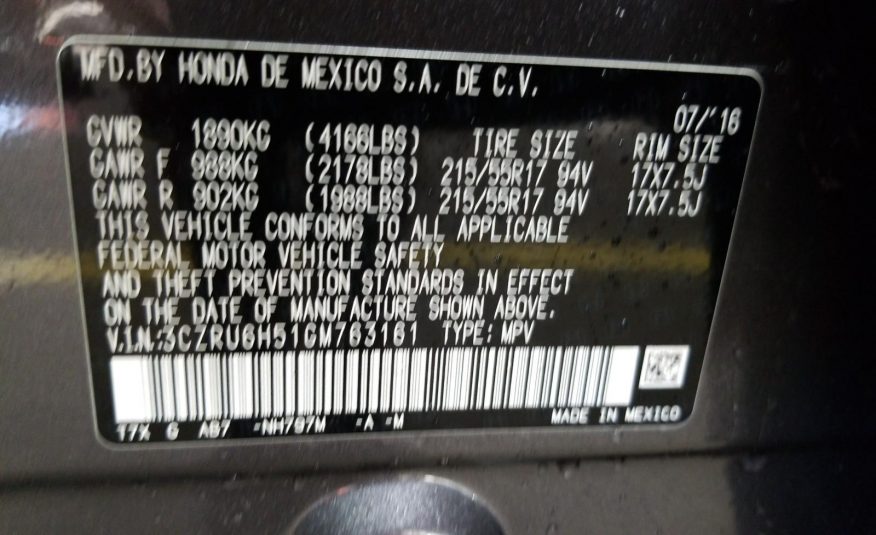 MFD.BY HONDA DE MEXICO S.A. DE C.V.
07/'16
GVWR 1890KG (4166LBS) TIRE SIZE RIM SIZE
GAWR F 988KG (2178LBS) 215/55R17 94V 17X7.5J
GAWR R 902KG (1988LBS) 215/55R17 94V 17X7.5J
THIS VEHICLE CONFORMS TO ALL APPLICABLE
FEDERAL MOTOR VEHICLE SAFETY
AND THEFT PREVENTION STANDARDS IN EFFECT
ON THE DATE OF MANUFACTURE SHOWN ABOVE.
V.I.N.:3CZRU6H51GM763161 TYPE: MPV
17X G AB7 -NH797M -A -M MADE IN MEXICO